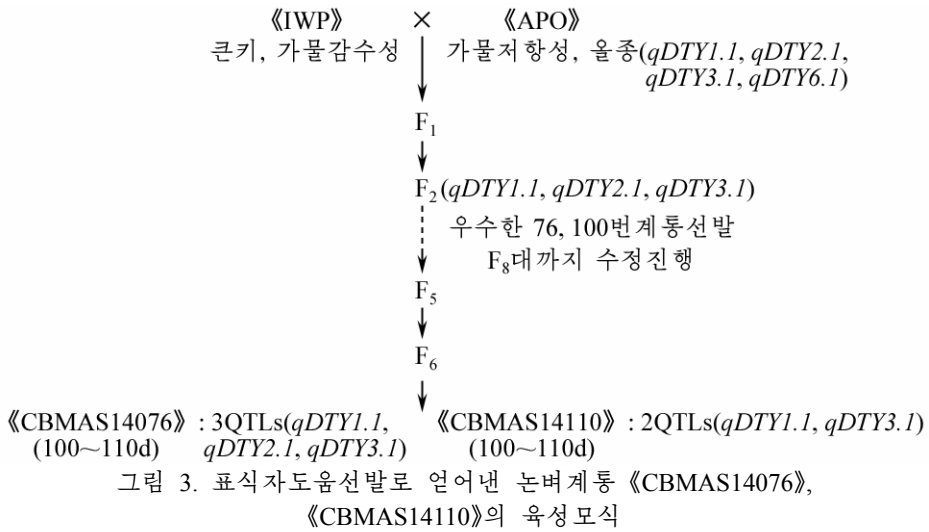 《IWP》 × 《APO》
큰키, 가물감수성 가물저항성, 올종(qDTY1.1, qDTY2.1,
qDTY3.1, qDTY6.1)
F₁
F₂(qDTY1.1, qDTY2.1, qDTY3.1)
우수한 76, 100번계통선발
F₈대까지 수정진행
F₅
F₆
《CBMAS14076》: 3QTLs(qDTY1.1, 《CBMAS14110》: 2QTLs(qDTY1.1, qDTY3.1)
(100~110d) qDTY2.1, qDTY3.1) (100~110d)
그림 3. 표식자도움선발로 얻어낸 논벼계통《CBMAS14076》,
《CBMAS14110》의 육성모식